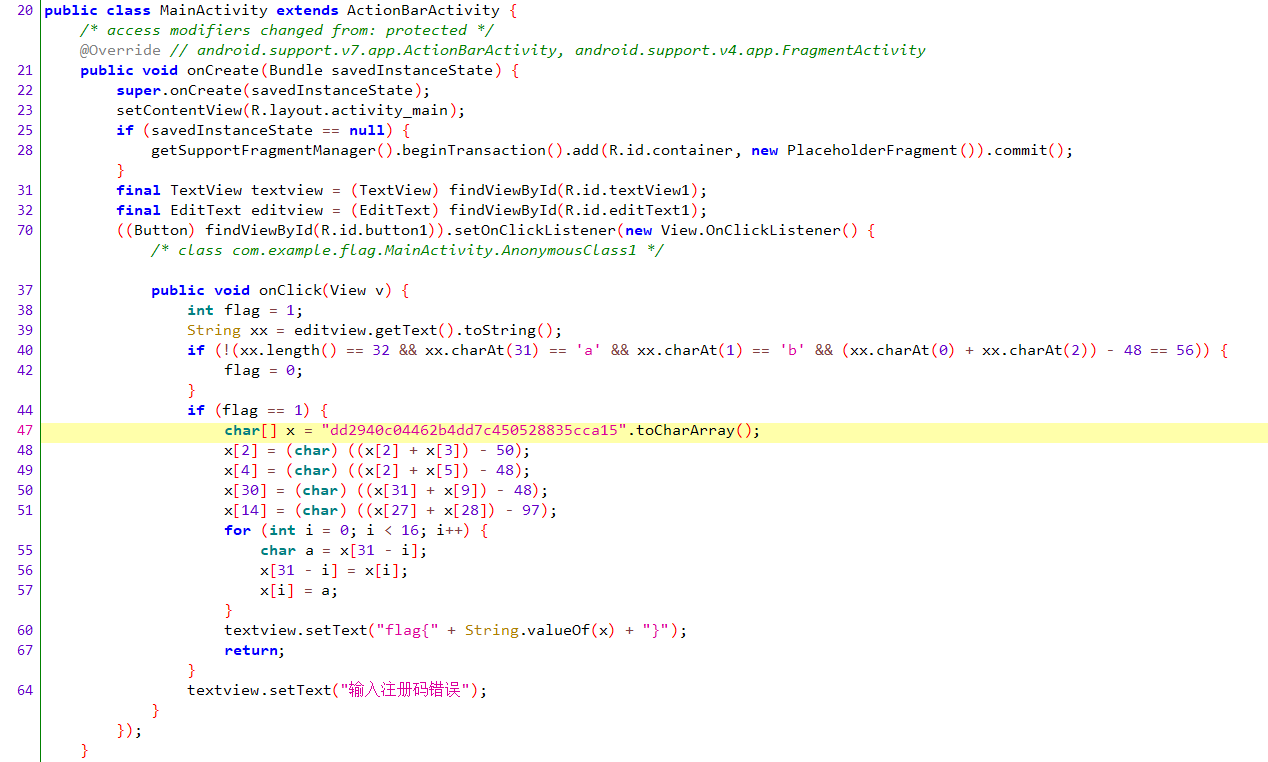 20 public class MainActivity extends ActionBarActivity {
/* access modifiers changed from: protected */
@Override // android.support.v7.app.ActionBarActivity, android.support.v4.app.FragmentActivity
21 public void onCreate(Bundle savedInstanceState) {
22 super.onCreate(savedInstanceState);
23 setContentView(R.layout.activity_main);
25 if (savedInstanceState == null) {
28 getSupportFragmentManager().beginTransaction().add(R.id.container, new PlaceholderFragment()).commit();
}
31 final TextView textview = (TextView) findViewById(R.id.textView1);
32 final EditText editview = (EditText) findViewById(R.id.editText1);
70 ((Button) findViewById(R.id.button1)).setOnClickListener(new View.OnClickListener() {
/* class com.example.flag.MainActivity.AnonymousClass1 */
37 public void onClick(View v) {
38 int flag = 1;
39 String xx = editview.getText().toString();
40 if (!(xx.length() == 32 && xx.charAt(31) == 'a' && xx.charAt(1) == 'b' && (xx.charAt(0) + xx.charAt(2)) - 48 == 56)) {
42 flag = 0;
}
44 if (flag == 1) {
47 char[] x = "dd2940c04462b4dd7c450528835cca15".toCharArray();
48 x[2] = (char) ((x[2] + x[3]) - 50);
49 x[4] = (char) ((x[2] + x[5]) - 48);
50 x[30] = (char) ((x[31] + x[9]) - 48);
51 x[14] = (char) ((x[27] + x[28]) - 97);
for (int i = 0; i < 16; i++) {
55 char a = x[31 - i];
56 x[31 - i] = x[i];
57 x[i] = a;
}
60 textview.setText("flag{" + String.valueOf(x) + "}");
67 return;
}
64 textview.setText("输入注册码错误");
}
});
}